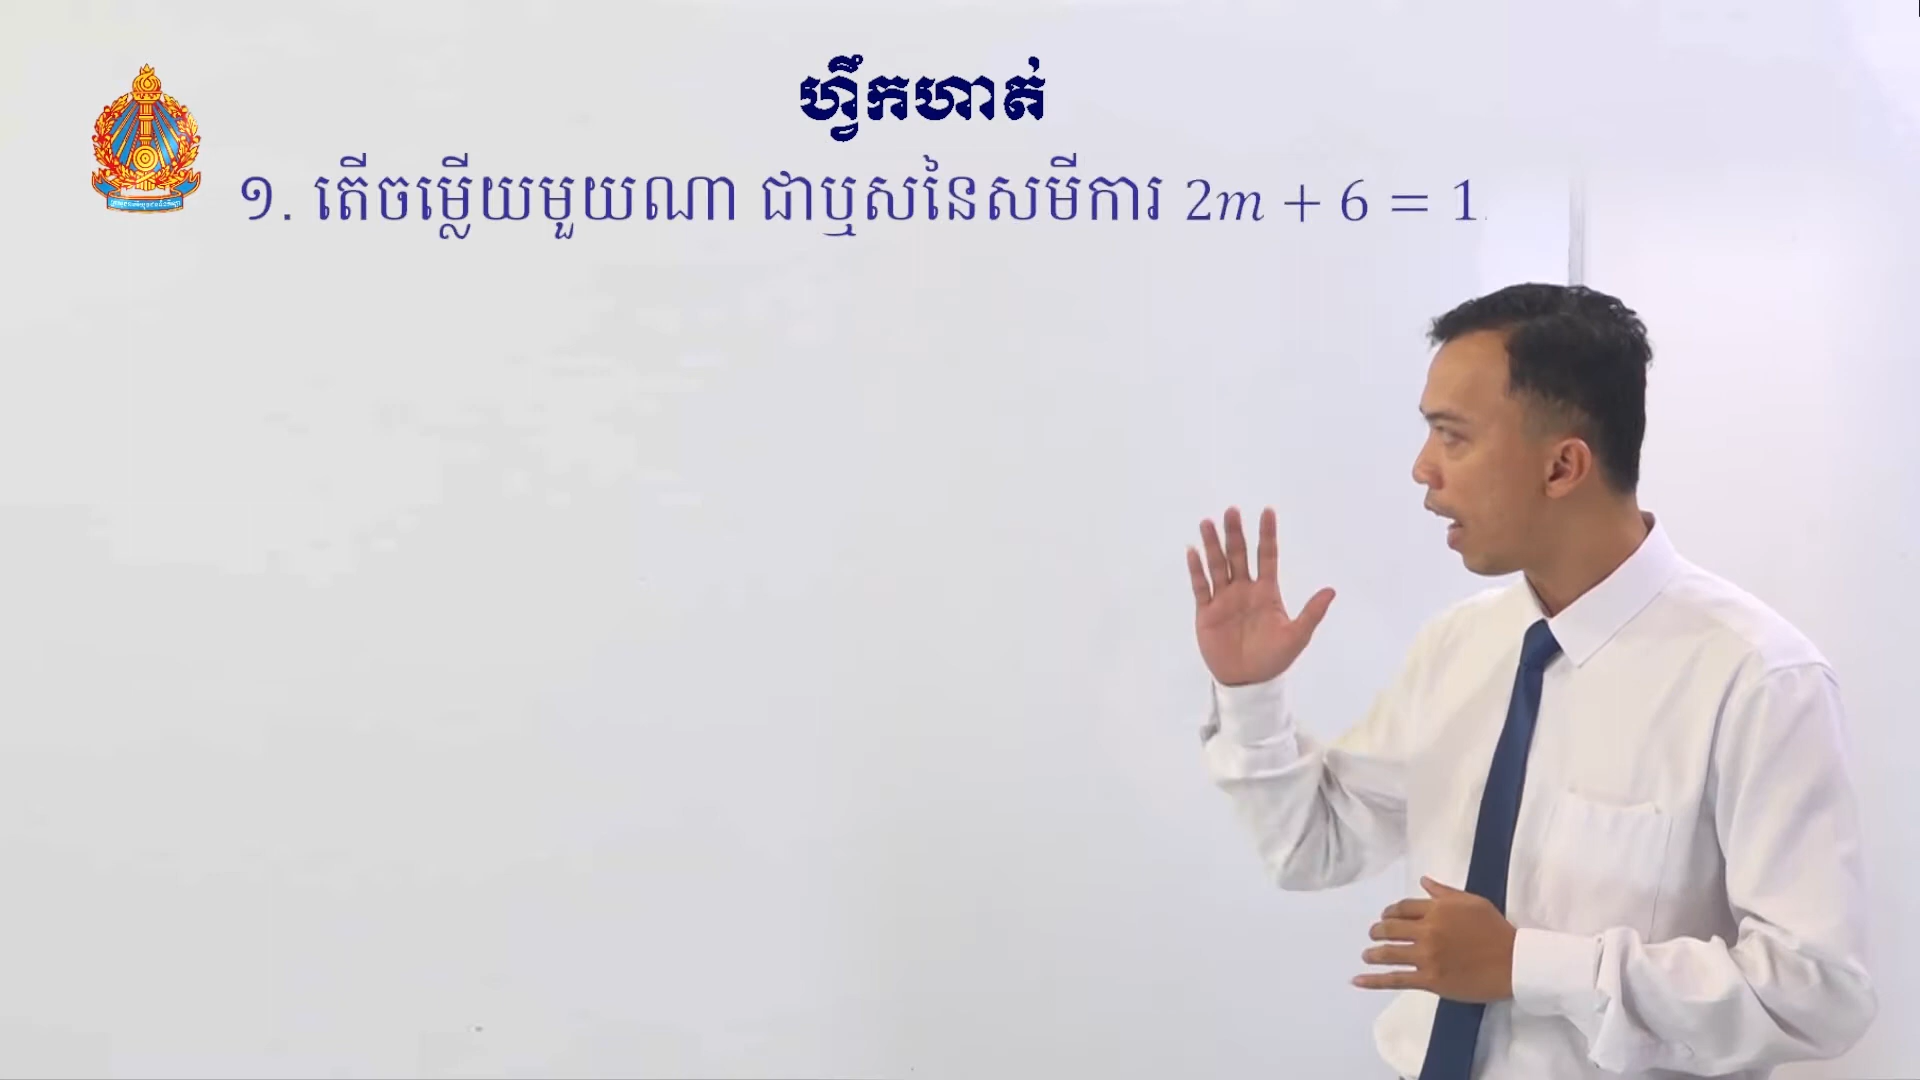 ហ្វឹកហាត់
១. តើចម្លើយមួយណា ជាឬសនៃសមីការ 2m + 6 = 1